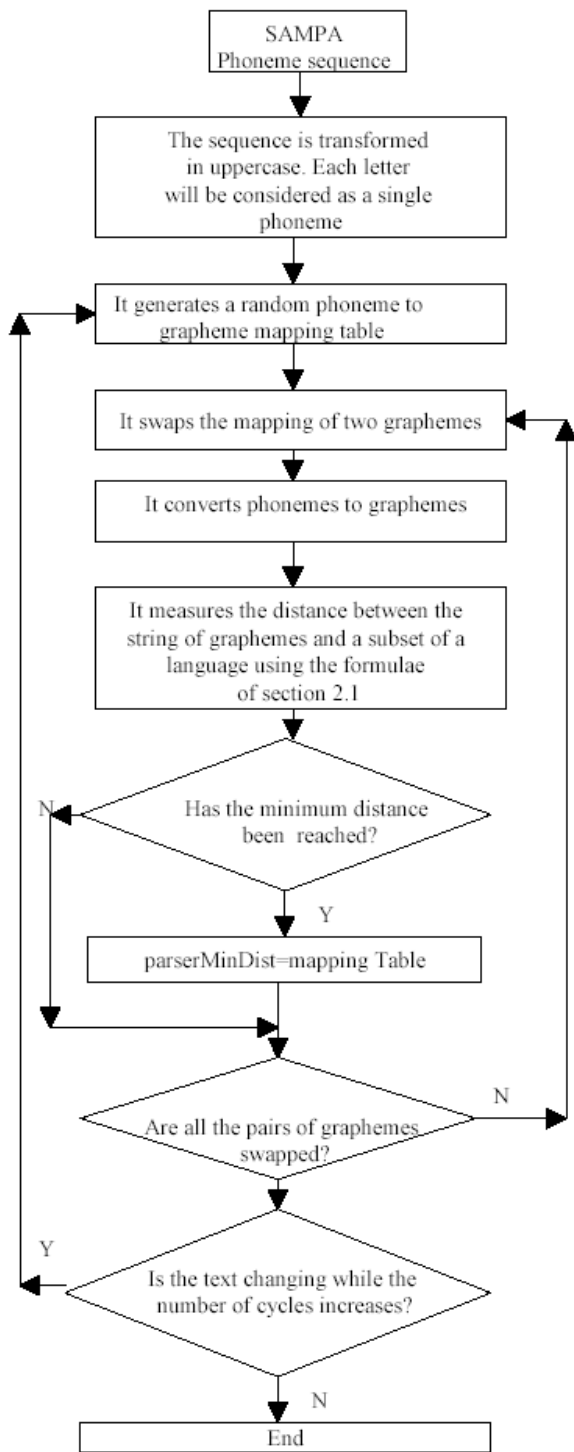 SAMPA
Phoneme sequence
The sequence is transformed
in uppercase. Each letter
will be considered as a single
phoneme
It generates a random phoneme to
grapheme mapping table
It swaps the mapping of two graphemes
It converts phonemes to graphemes
It measures the distance between the
string of graphemes and a subset of a
language using the formulae
of section 2.1
N
Has the minimum distance
been reached?
Y
parserMinDist=mapping Table
N
Are all the pairs of graphemes
swapped?
Y
Is the text changing while the
number of cycles increases?
N
End